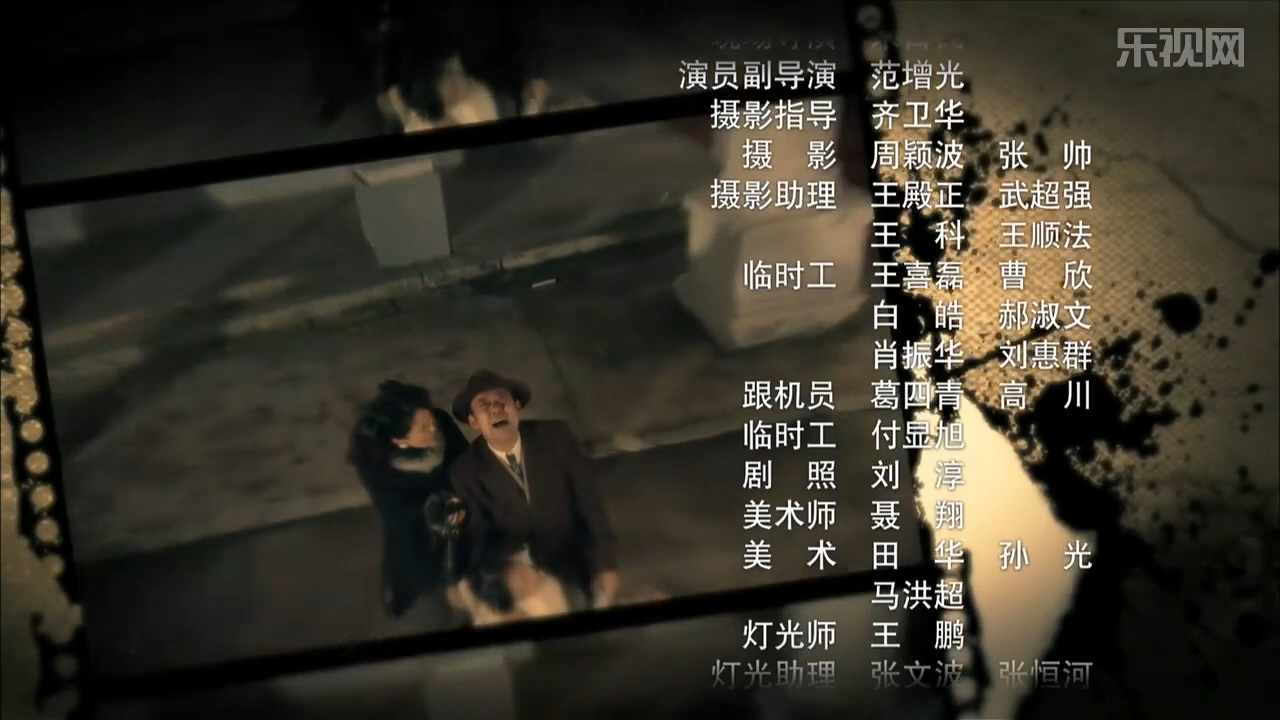 乐视网
演员副导演 范增光
摄影指导 齐卫华
摄 影 周颖波 张 帅
摄影助理 王殿正 武超强
王 科 王顺法
临时工 王喜磊 曹 欣
白 皓 郝淑文
肖振华 刘惠群
跟机员 葛四青 高 川
临时工 付显旭
剧 照 刘 淳
美术师 聂 翔
美 术 田 华 孙 光
马洪超
灯光师 王 鹏
灯光助理 张文波 张恒河